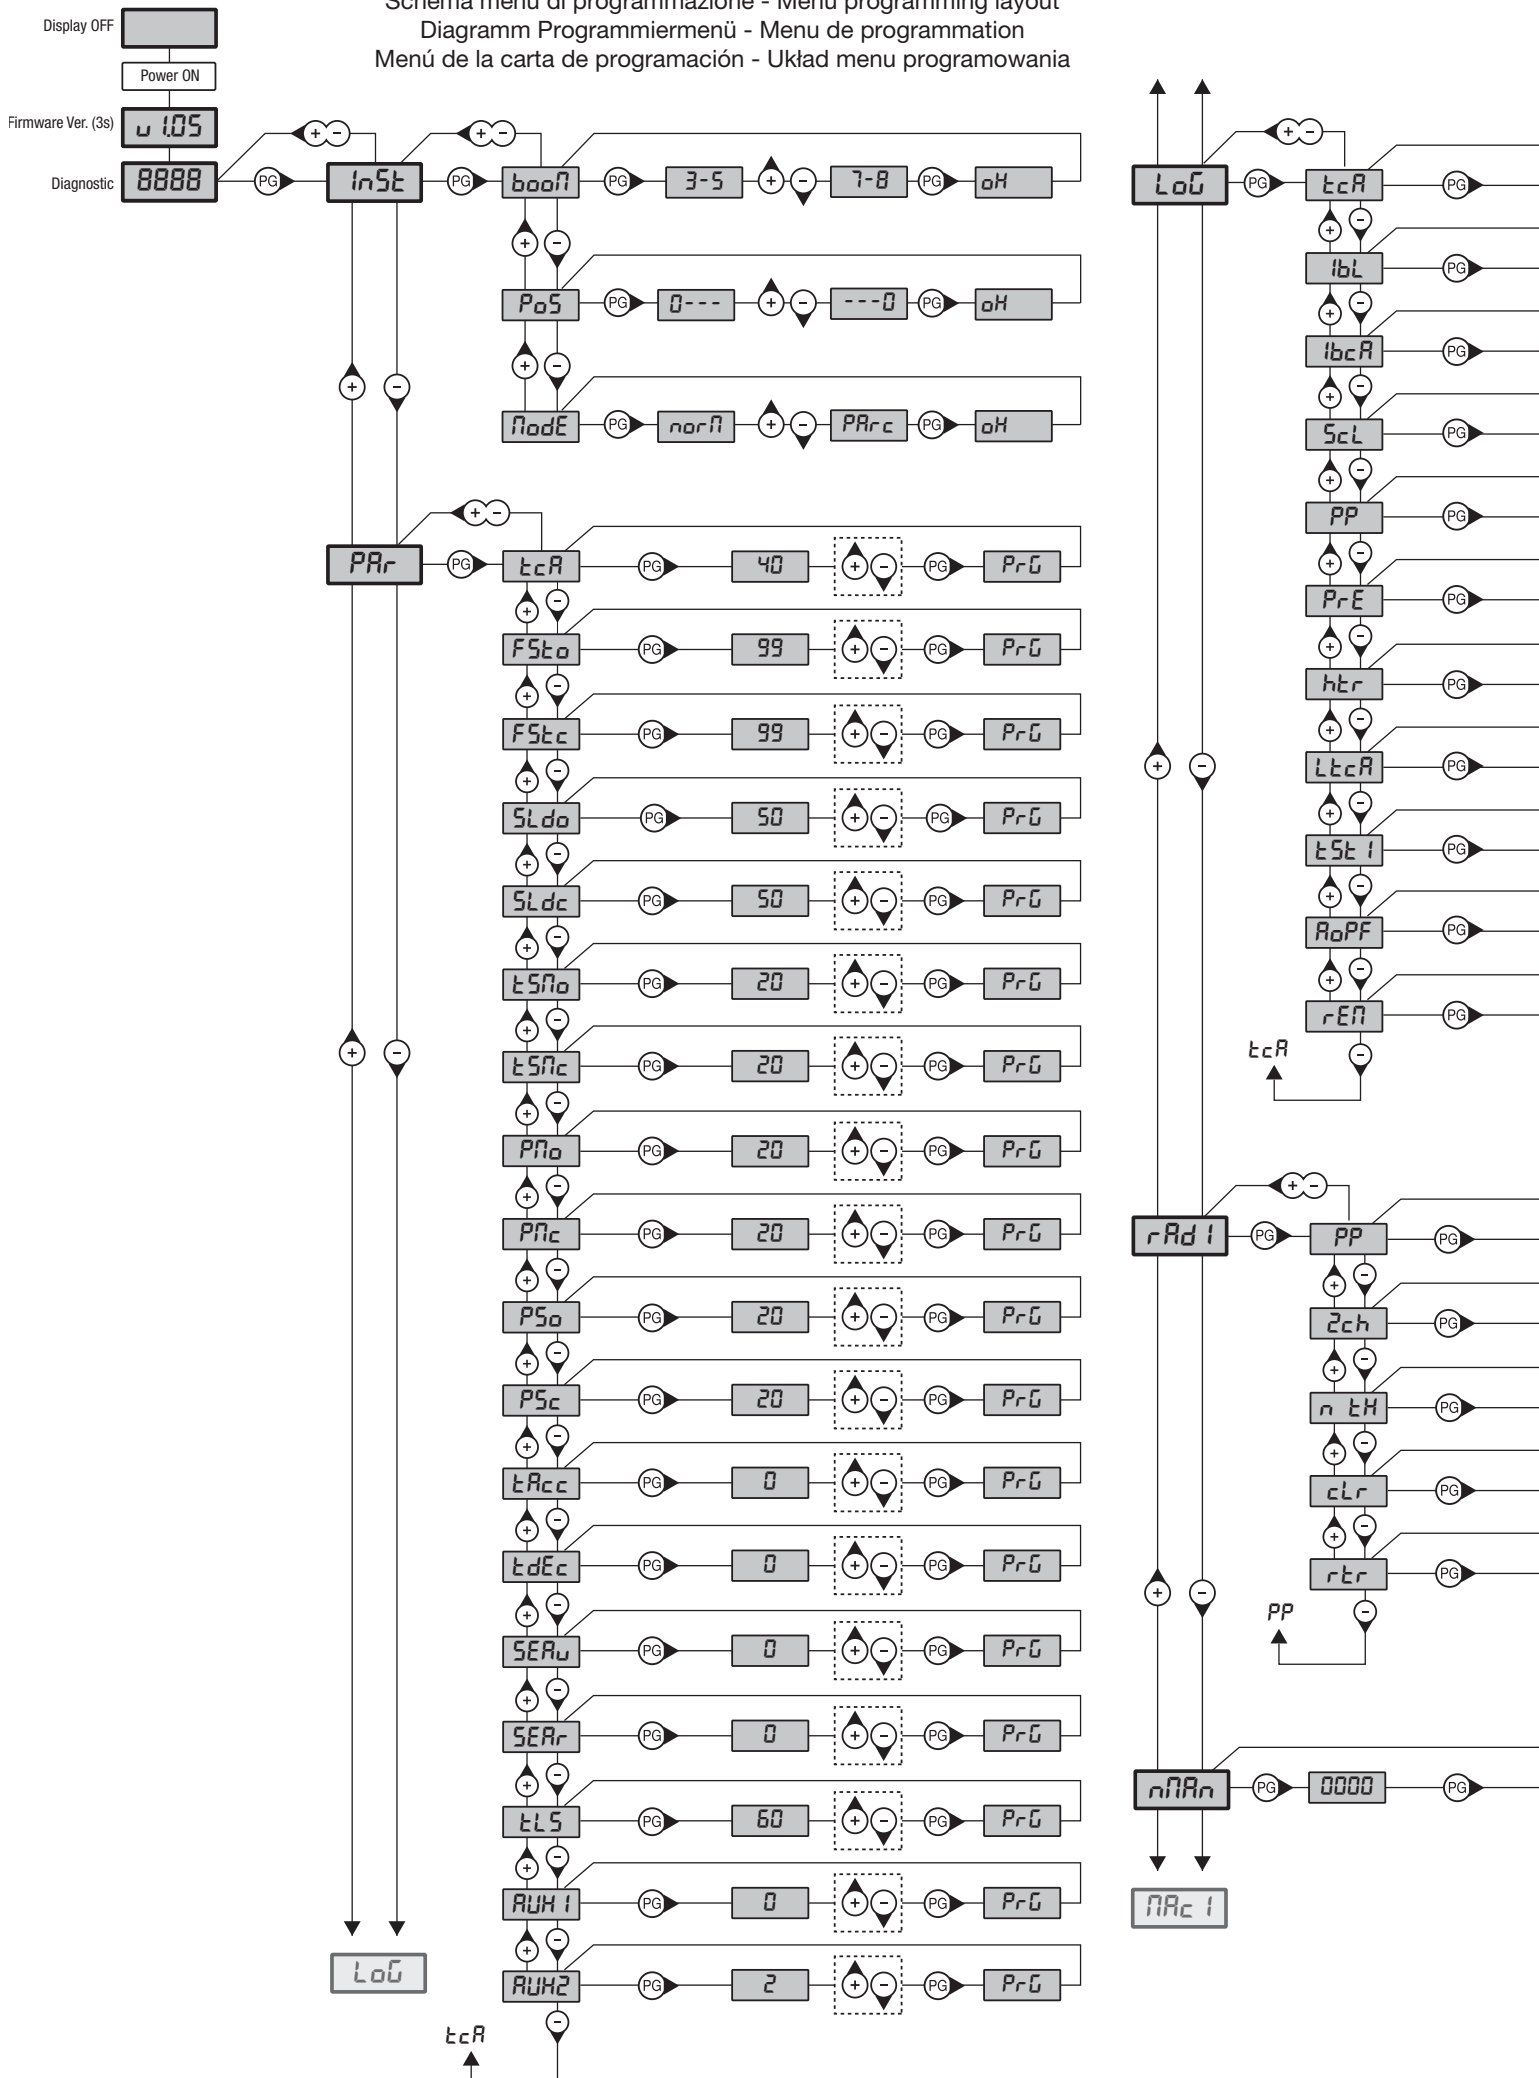 Schema menu di programmazione - Menu programming layout
Diagramm Programmiermenü - Menu de programmation
Menú de la carta de programación - Układ menu programowania
Display OFF
Power ON
Firmware Ver. (3s) v 1.05
Diagnostic 8888 PG InSt PG booM PG 3-5 + - 7-8 PG oH
+ -
+ -
+ -
PoS PG 0--- + - ---0 PG oH
+ -
ModE PG norM + - PArc PG oH
+ -
+ -
PAr PG tcA PG 40 + - PG PrG
+ -
FSto PG 99 + - PG PrG
+ -
FStc PG 99 + - PG PrG
+ -
SLdo PG 50 + - PG PrG
+ -
SLdc PG 50 + - PG PrG
+ -
tSMo PG 20 + - PG PrG
+ -
tSMc PG 20 + - PG PrG
+ -
PMo PG 20 + - PG PrG
+ -
PMc PG 20 + - PG PrG
+ -
PSo PG 20 + - PG PrG
+ -
PSc PG 20 + - PG PrG
+ -
tAcc PG 0 + - PG PrG
+ -
tdEc PG 0 + - PG PrG
+ -
SEAv PG 0 + - PG PrG
+ -
SEAr PG 0 + - PG PrG
+ -
tLS PG 60 + - PG PrG
+ -
AUH1 PG 0 + - PG PrG
+ -
AUH2 PG 2 + - PG PrG
-
tcA
+ -
LoG
+ -
LoG PG tcA PG
+ -
IbL PG
+ -
IbcA PG
+ -
ScL PG
+ -
PP PG
+ -
PrE PG
+ -
htr PG
+ -
LtcA PG
+ -
tSt1 PG
+ -
AoPF PG
+ -
rEM PG
-
tcA
+ -
+ -
rAd1 PG PP PG
+ -
2ch PG
+ -
n tH PG
+ -
cLr PG
+ -
rtr PG
-
PP
+ -
nMAn PG 0000 PG
MAc1